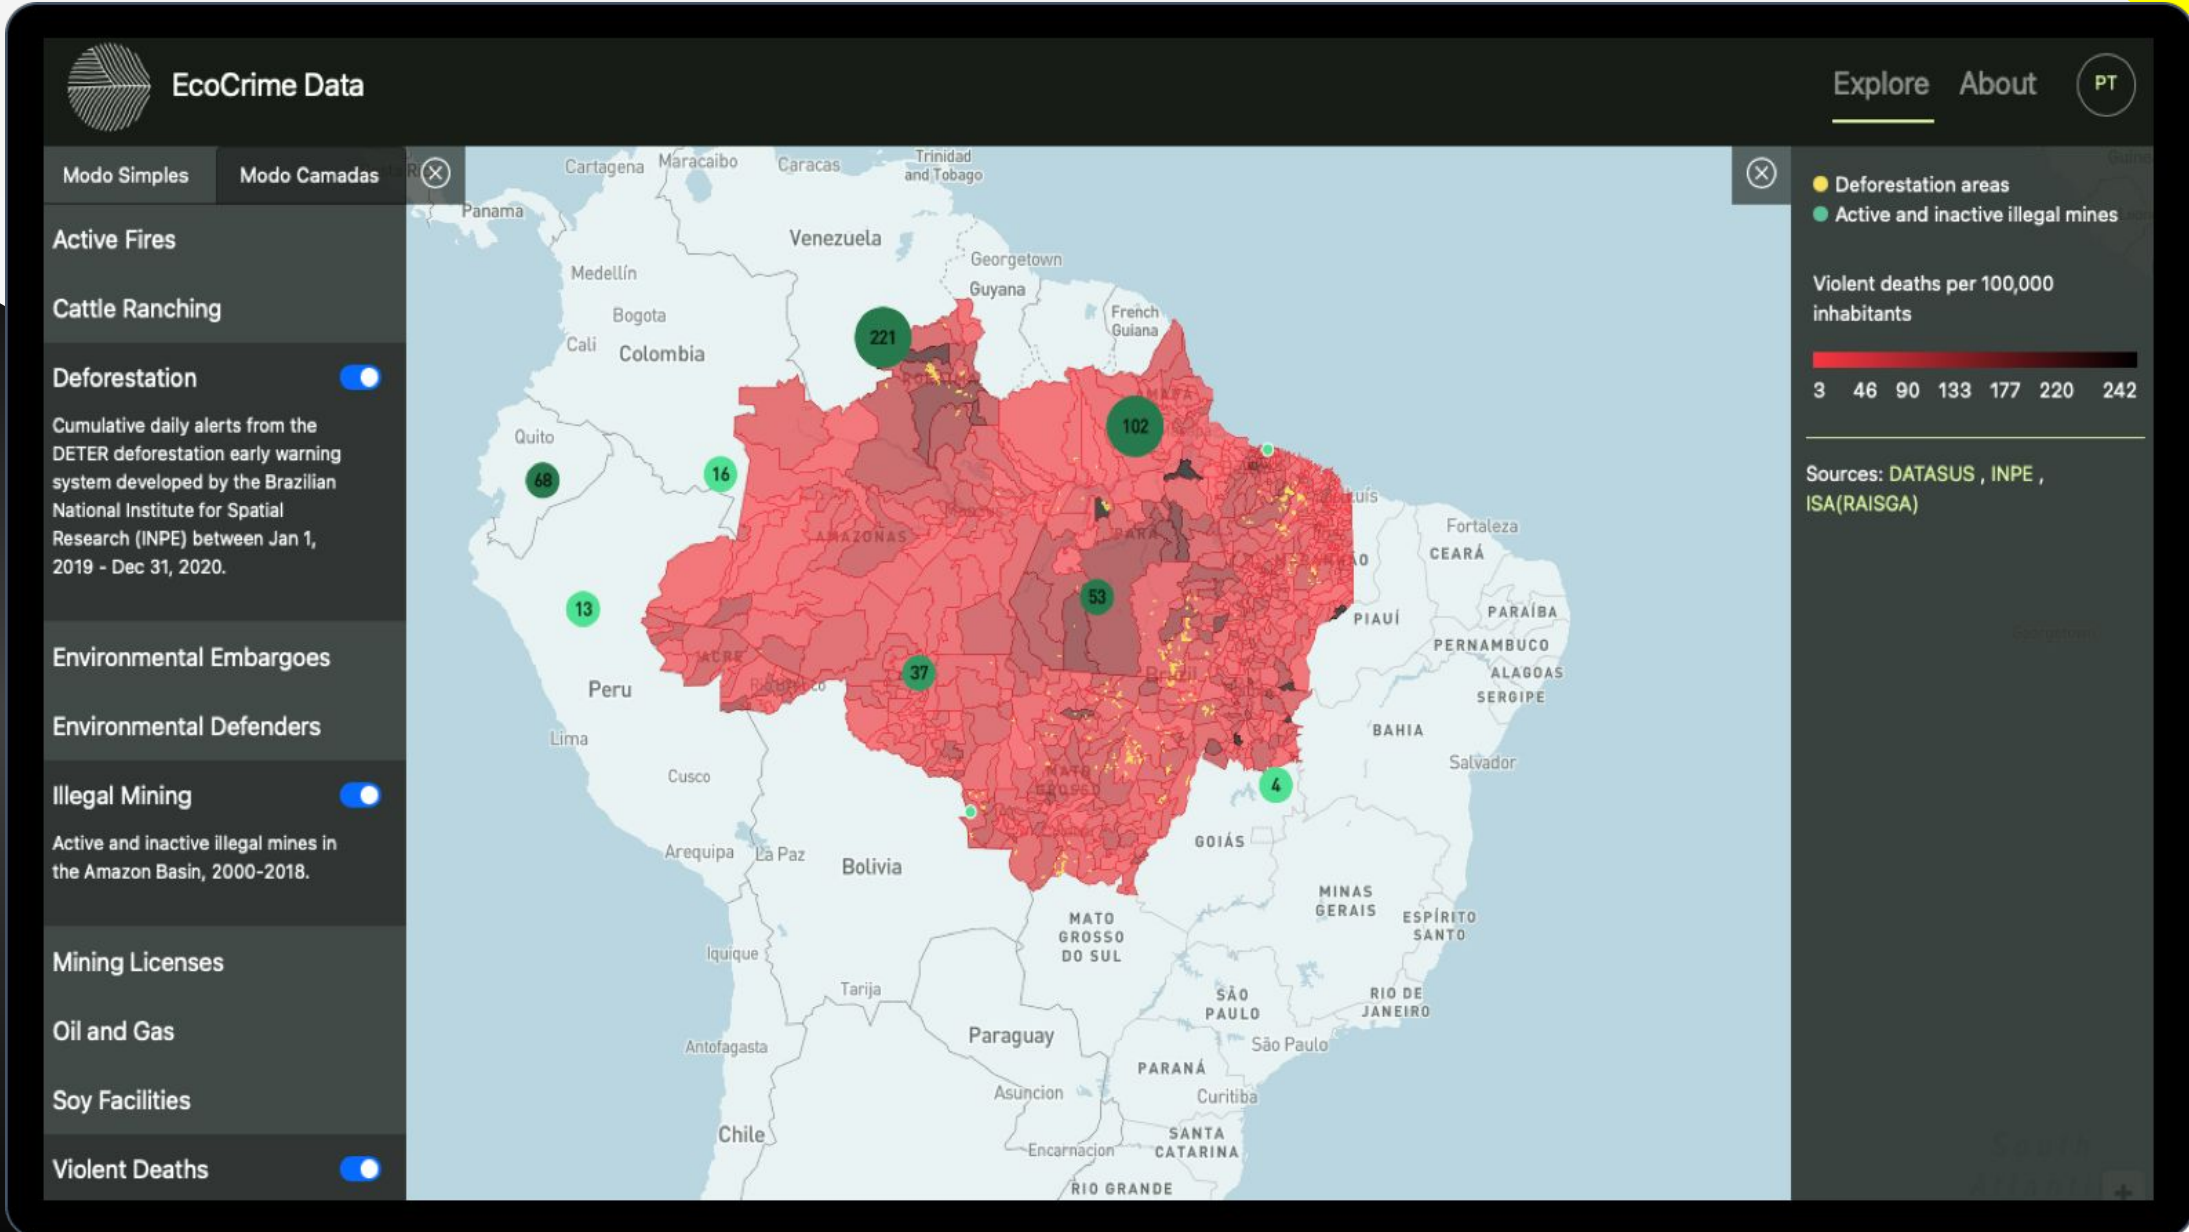 EcoCrime Data
Explore
About
PT
Modo Simples
Modo Camadas
Active Fires
Cattle Ranching
Deforestation
Cumulative daily alerts from the
DETER deforestation early warning
system developed by the Brazilian
National Institute for Spatial
Research (INPE) between Jan 1,
2019 - Dec 31, 2020.
Environmental Embargoes
Environmental Defenders
Illegal Mining
Active and inactive illegal mines in
the Amazon Basin, 2000-2018.
Mining Licenses
Oil and Gas
Soy Facilities
Violent Deaths
Cartagena
Maracaibo
Caracas
Trinidad
and Tobago
Panama
Venezuela
Georgetown
Medellín
Guyana
Bogota
French
Guiana
221
Cali
Colombia
AMAPÁ
102
Quito
68
16
Fortaleza
CEARÁ
AMAZONAS
PARÁ
MARANHÃO
13
53
PIAUÍ
PARAÍBA
PERNAMBUCO
ALAGOAS
SERGIPE
ACRE
37
Brazil
Peru
Lima
BAHIA
Salvador
Cusco
MATO
GROSSO
4
GOIÁS
Arequipa
La Paz
Bolivia
MINAS
GERAIS
ESPÍRITO
SANTO
MATO
GROSSO
DO SUL
Iquique
Tarija
SÃO
PAULO
RIO DE
JANEIRO
Paraguay
São Paulo
Antofagasta
PARANÁ
Asuncion
Curitiba
Chile
SANTA
CATARINA
Encarnacion
RIO GRANDE
Deforestation areas
Active and inactive illegal mines
Violent deaths per 100,000
inhabitants
3 46 90 133 177 220 242
Sources: DATASUS , INPE ,
ISA(RAISGA)